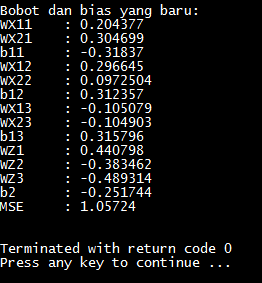 Bobot dan bias yang baru:
WX11 : 0.204377
WX21 : 0.304699
b11 : -0.31837
WX12 : 0.296645
WX22 : 0.0972504
b12 : 0.312357
WX13 : -0.105079
WX23 : -0.104903
b13 : 0.315796
WZ1 : 0.440798
WZ2 : -0.383462
WZ3 : -0.489314
b2 : -0.251744
MSE : 1.05724
Terminated with return code 0
Press any key to continue ...